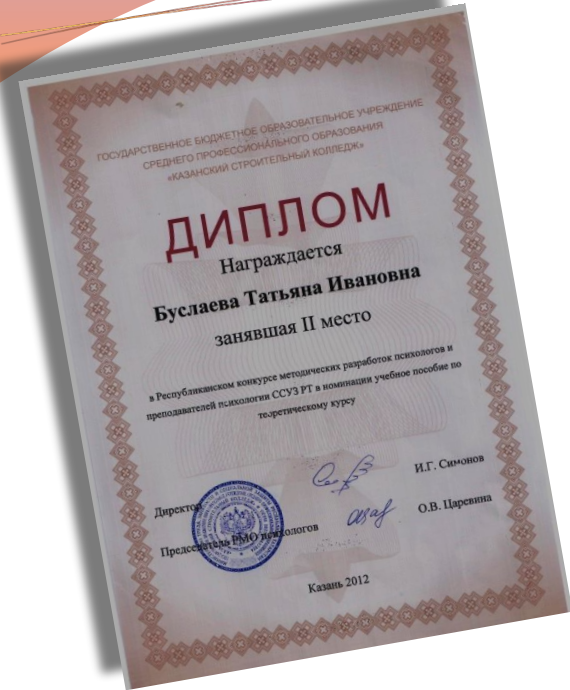 ГОСУДАРСТВЕННОЕ БЮДЖЕТНОЕ ОБРАЗОВАТЕЛЬНОЕ УЧРЕЖДЕНИЕ
СРЕДНЕГО ПРОФЕССИОНАЛЬНОГО ОБРАЗОВАНИЯ
«КАЗАНСКИЙ СТРОИТЕЛЬНЫЙ КОЛЛЕДЖ»
ДИПЛОМ
Награждается
Буслаева Татьяна Ивановна
занявшая II место
в Республиканском конкурсе методических разработок психологов и
преподавателей психологии ССУЗ РТ в номинации учебное пособие по
теоретическому курсу
Директор И.Г. Симонов
Председатель РМО психологов О.В. Царевина
Казань 2012